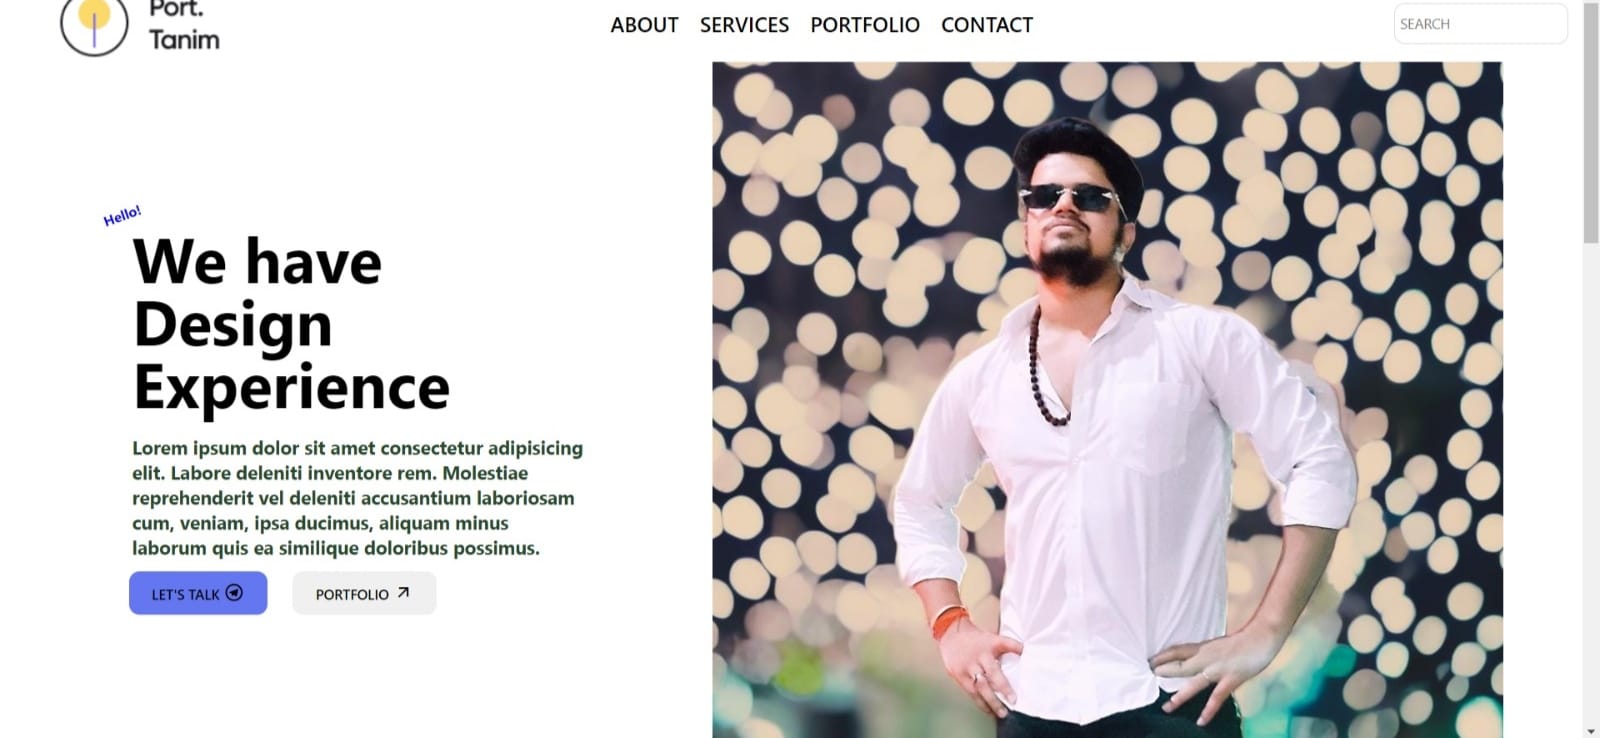 Port.
Tanim
ABOUT SERVICES PORTFOLIO CONTACT
SEARCH
Hello!
We have
Design
Experience
Lorem ipsum dolor sit amet consectetur adipisicing
elit. Labore deleniti inventore rem. Molestiae
reprehenderit vel deleniti accusantium laboriosam
cum, veniam, ipsa ducimus, aliquam minus
laborum quis ea similique doloribus possimus.
LET'S TALK
PORTFOLIO